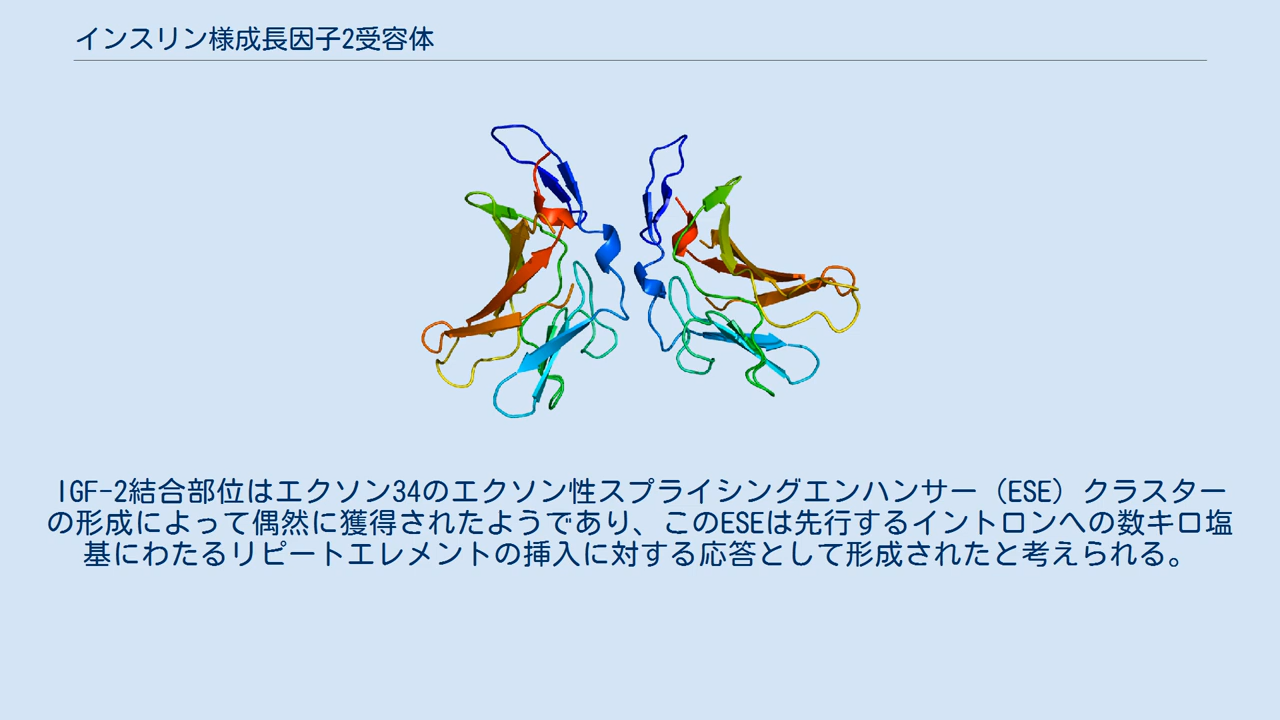 インスリン様成長因子2受容体
IGF-2結合部位はエクソン34のエクソン性スプライシングエンハンサー（ESE）クラスター
の形成によって偶然に獲得されたようであり、このESEは先行するイントロンへの数キロ塩
基にわたるリピートエレメントの挿入に対する応答として形成されたと考えられる。